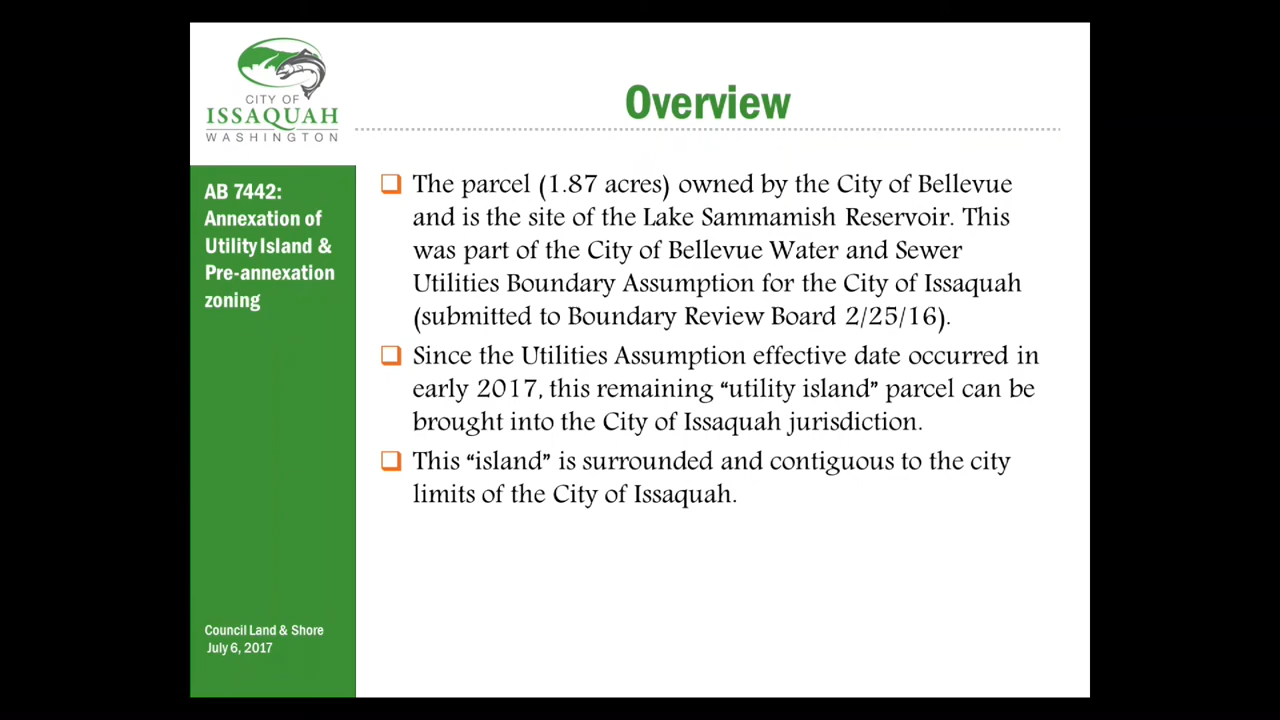 CITY OF
ISSAQUAH
WASHINGTON
Overview
AB 7442:
Annexation of
Utility Island &
Pre-annexation
zoning
The parcel (1.87 acres) owned by the City of Bellevue
and is the site of the Lake Sammamish Reservoir. This
was part of the City of Bellevue Water and Sewer
Utilities Boundary Assumption for the City of Issaquah
(submitted to Boundary Review Board 2/25/16).
Since the Utilities Assumption effective date occurred in
early 2017, this remaining “utility island” parcel can be
brought into the City of Issaquah jurisdiction.
This “island” is surrounded and contiguous to the city
limits of the City of Issaquah.
Council Land & Shore
July 6, 2017